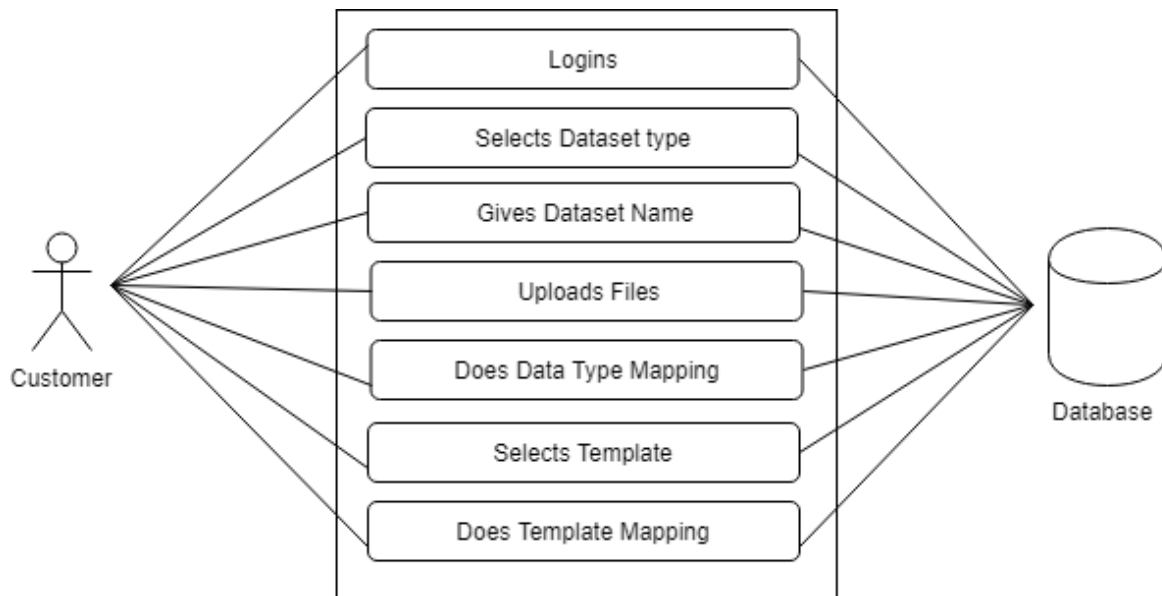 Logins
Selects Dataset type
Gives Dataset Name
Uploads Files
Does Data Type Mapping
Customer
Database
Selects Template
Does Template Mapping